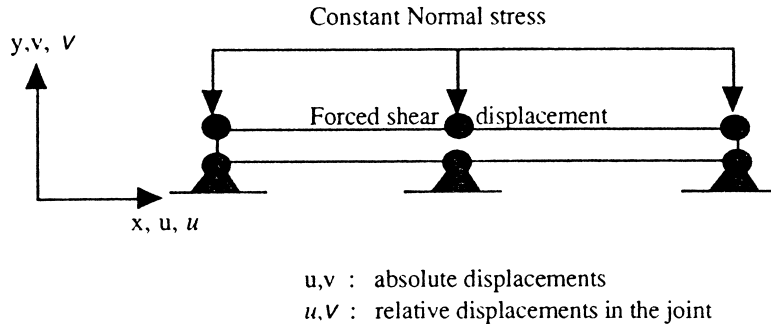 Constant Normal stress
y,v, v
Forced shear displacement
x, u, u
u,v : absolute displacements
u,v : relative displacements in the joint